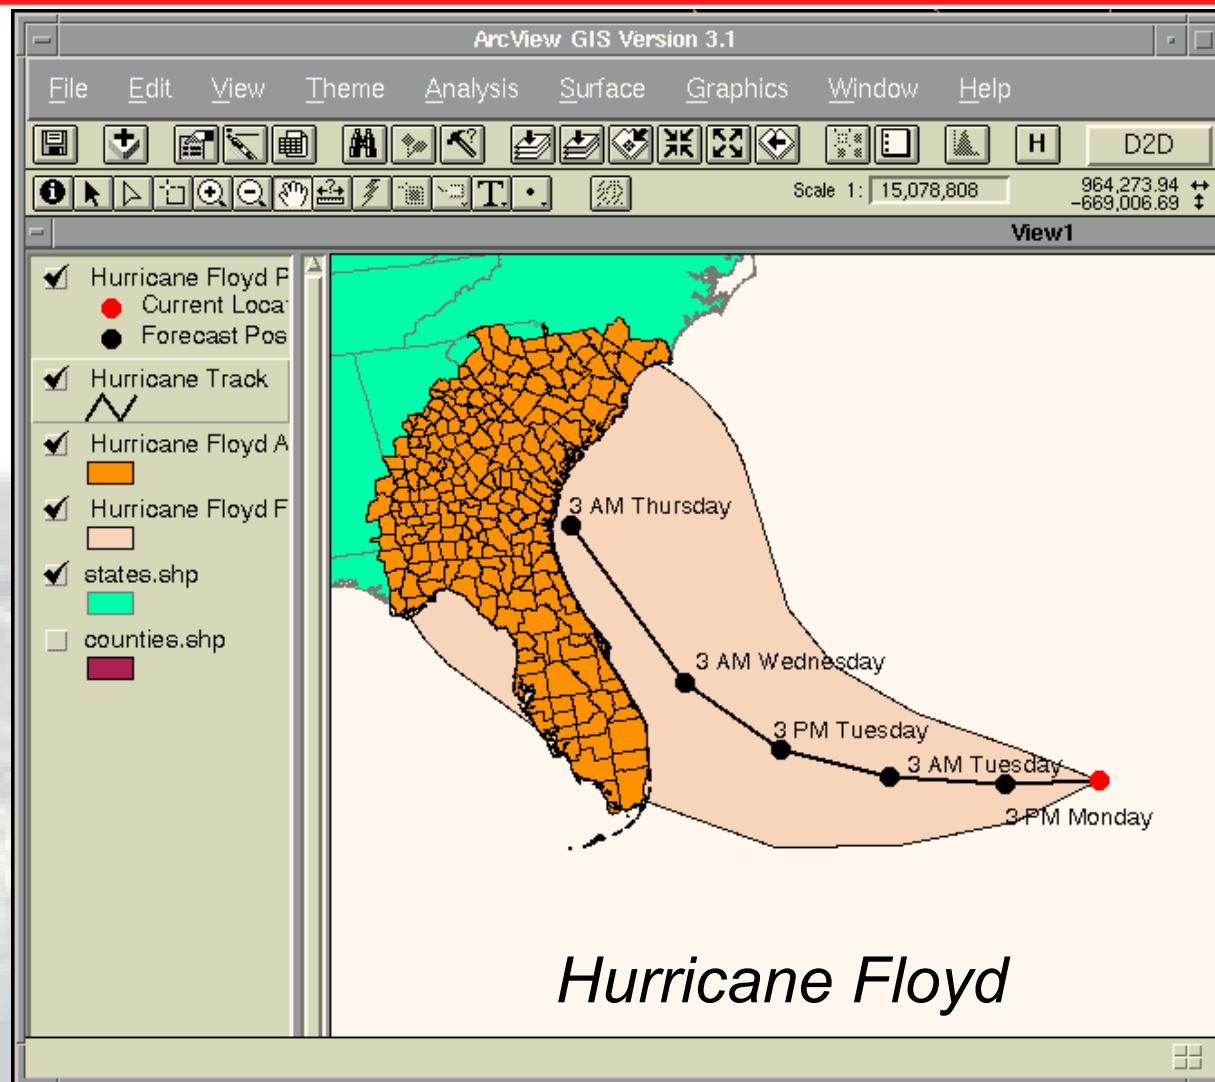 ArcView GIS Version 3.1
File Edit View Theme Analysis Surface Graphics Window Help
H D2D
T
Scale 1: 15,078,808
964,273.94
-669,006.69
View1
Hurricane Floyd P
Current Loca
Forecast Pos
Hurricane Track
Hurricane Floyd A
Hurricane Floyd F
states.shp
counties.shp
3 AM Thursday
3 AM Wednesday
3 PM Tuesday
3 AM Tuesday
3 PM Monday
Hurricane Floyd